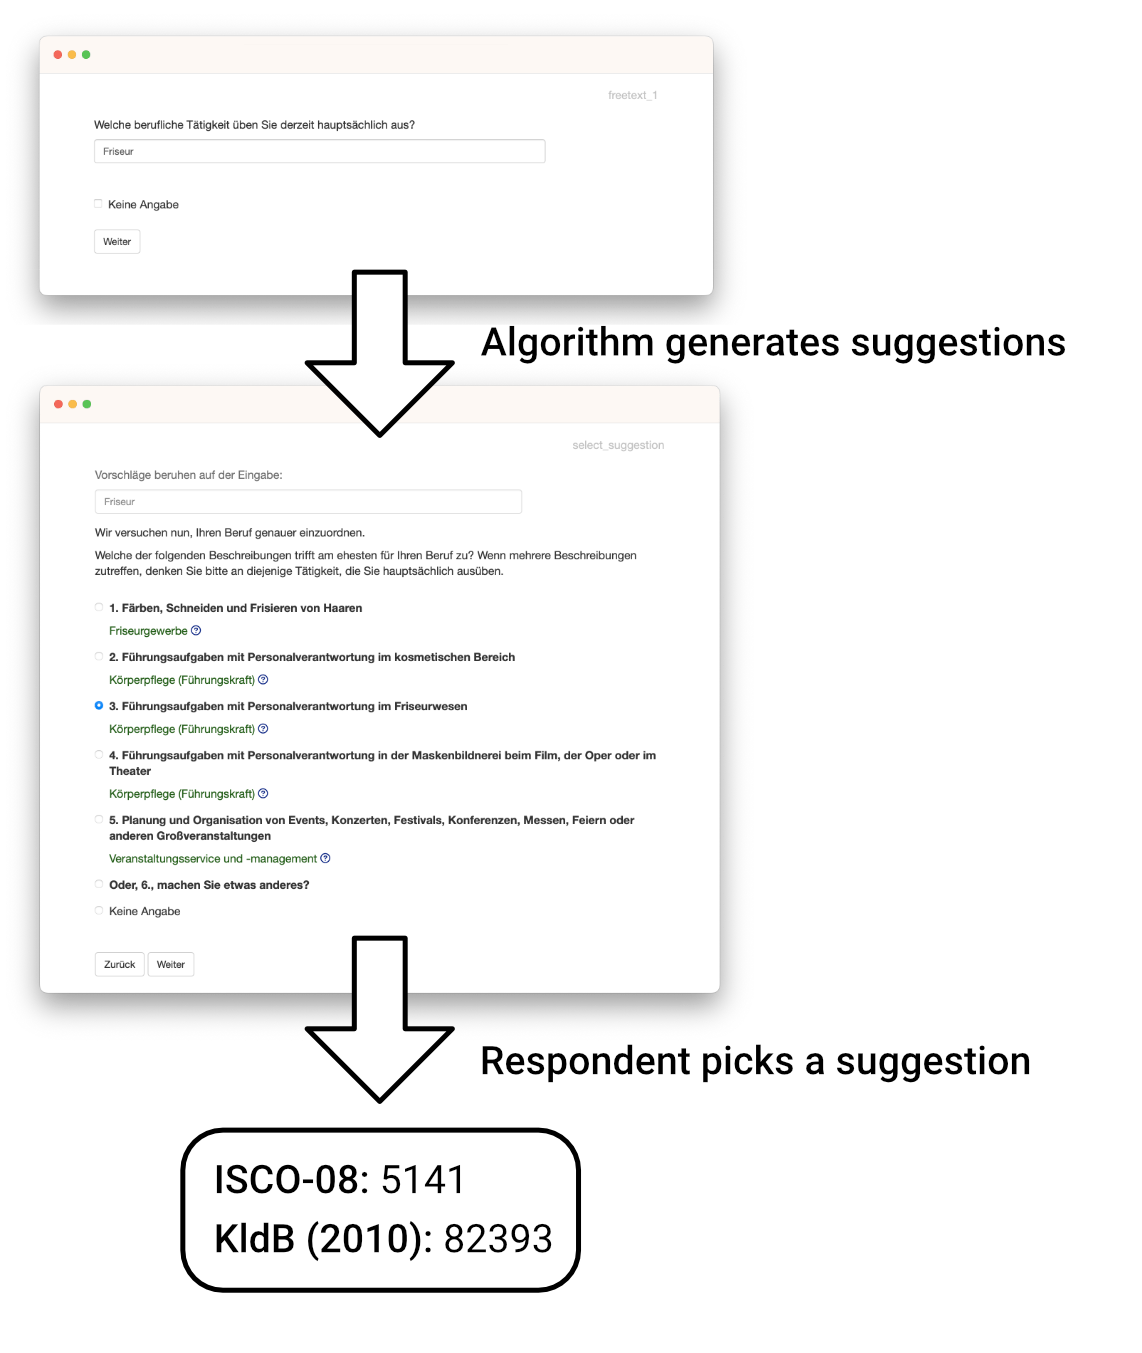 freetext_1
Welche berufliche Tätigkeit üben Sie derzeit hauptsächlich aus?
Friseur
Keine Angabe
Weiter
Algorithm generates suggestions
select_suggestion
Vorschläge beruhen auf der Eingabe:
Friseur
Wir versuchen nun, Ihren Beruf genauer einzuordnen.
Welche der folgenden Beschreibungen trifft am ehesten für Ihren Beruf zu? Wenn mehrere Beschreibungen
zutreffen, denken Sie bitte an diejenige Tätigkeit, die Sie hauptsächlich ausüben.
1. Färben, Schneiden und Frisieren von Haaren
Friseurgewerbe ?
2. Führungsaufgaben mit Personalverantwortung im kosmetischen Bereich
Körperpflege (Führungskraft) ?
3. Führungsaufgaben mit Personalverantwortung im Friseurwesen
Körperpflege (Führungskraft) ?
4. Führungsaufgaben mit Personalverantwortung in der Maskenbildnerei beim Film, der Oper oder im
Theater
Körperpflege (Führungskraft) ?
5. Planung und Organisation von Events, Konzerten, Festivals, Konferenzen, Messen, Feiern oder
anderen Großveranstaltungen
Veranstaltungsservice und -management ?
Oder, 6., machen Sie etwas anderes?
Keine Angabe
Zurück Weiter
Respondent picks a suggestion
ISCO-08: 5141
KldB (2010): 82393